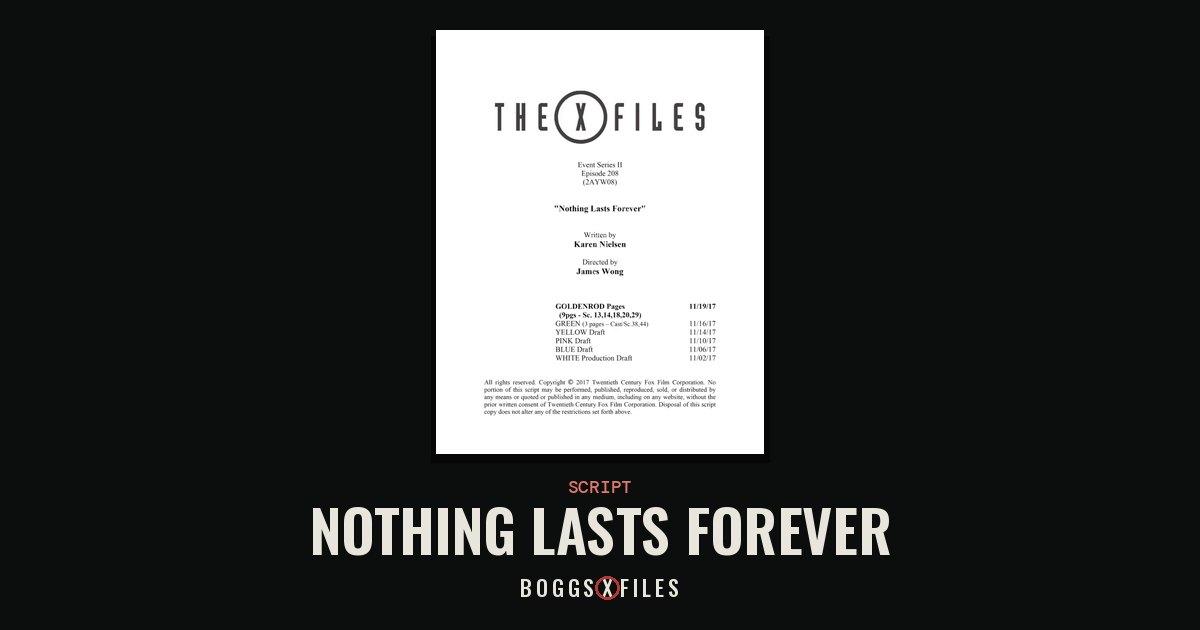 THE X FILES
Event Series II
Episode 208
(2AYW08)
"Nothing Lasts Forever"
Written by
Karen Nielsen
Directed by
James Wong
GOLDENROD Pages 11/19/17
(9pgs - Sc. 13,14,18,20,29)
GREEN (3 pages – Cast/Sc.38,44) 11/16/17
YELLOW Draft 11/14/17
PINK Draft 11/10/17
BLUE Draft 11/06/17
WHITE Production Draft 11/02/17
All rights reserved. Copyright © 2017 Twentieth Century Fox Film Corporation. No
portion of this script may be performed, published, reproduced, sold, or distributed by
any means or quoted or published in any medium, including on any website, without the
prior written consent of Twentieth Century Fox Film Corporation. Disposal of this script
copy does not alter any of the restrictions set forth above.
SCRIPT
NOTHING LASTS FOREVER
BOGGSXFILES